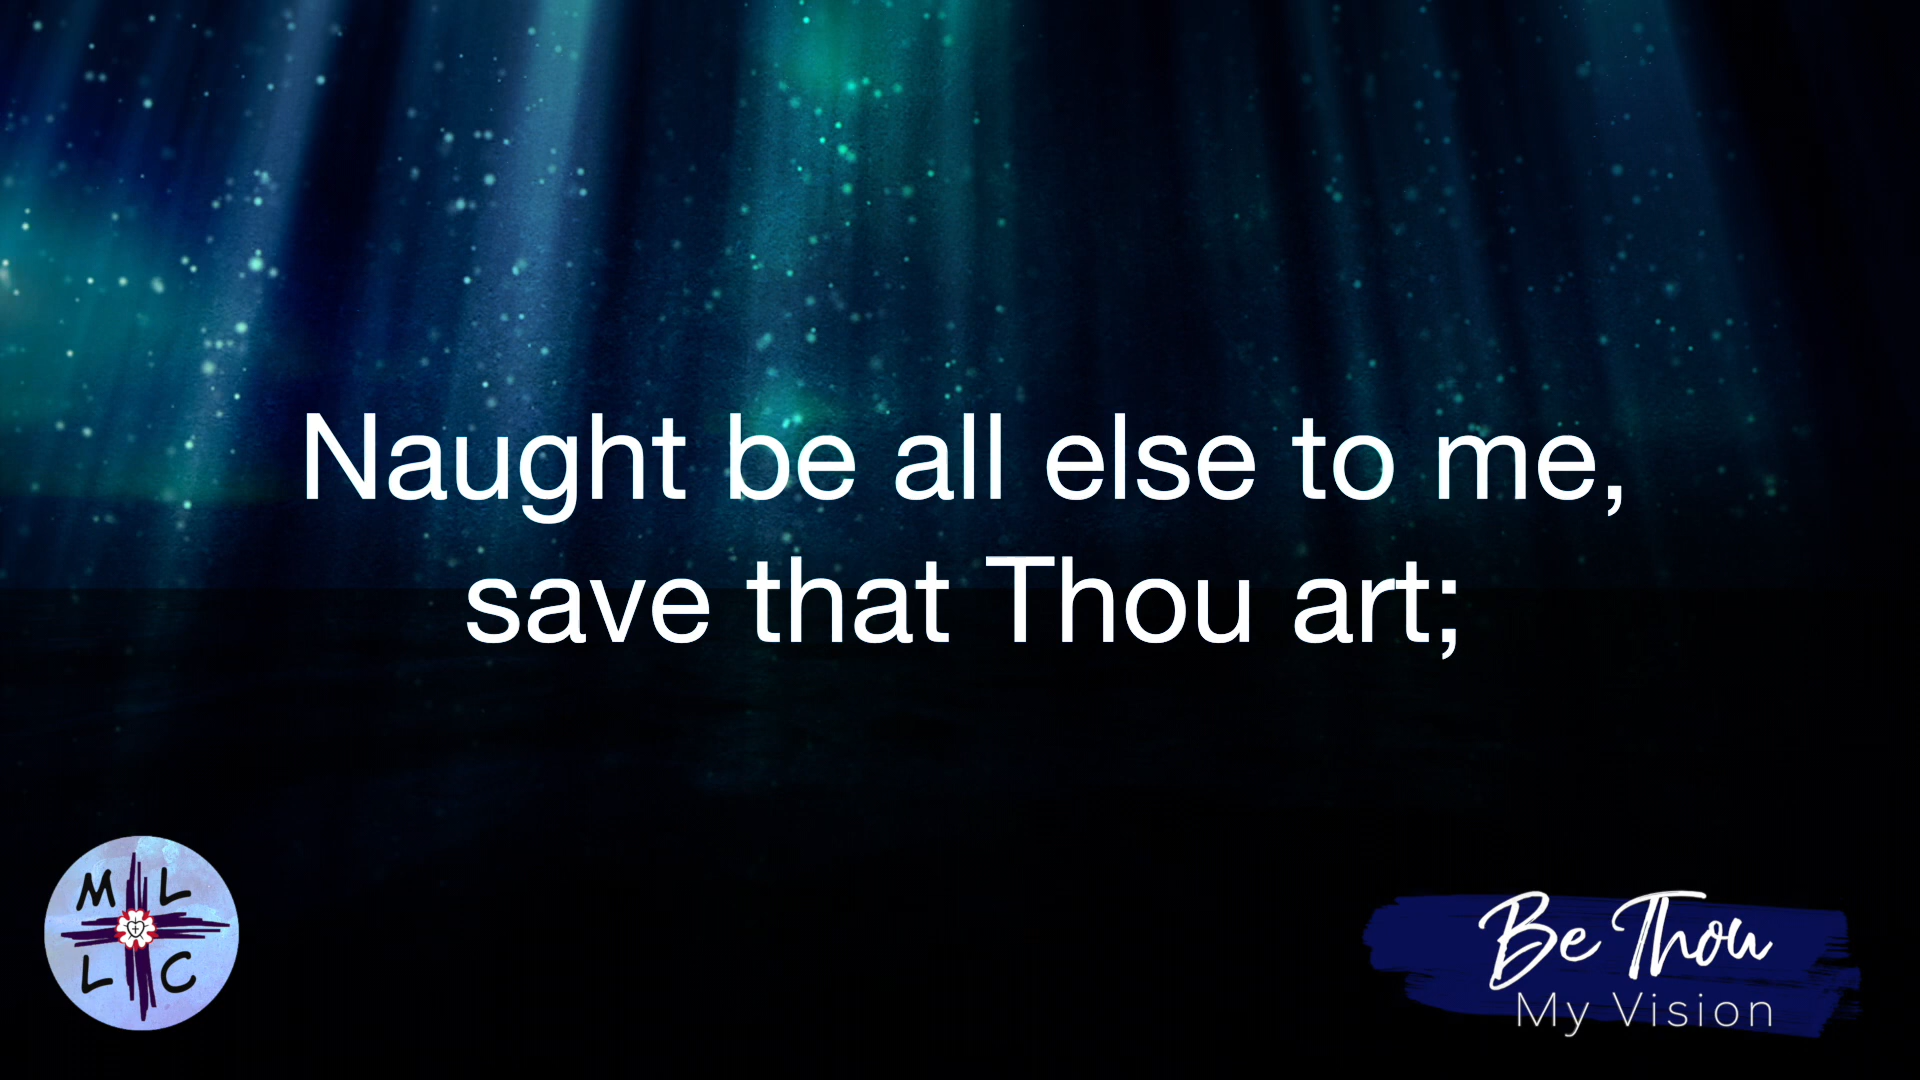 Naught be all else to me,
save that Thou art;
M L
L C
Be Thou
My Vision